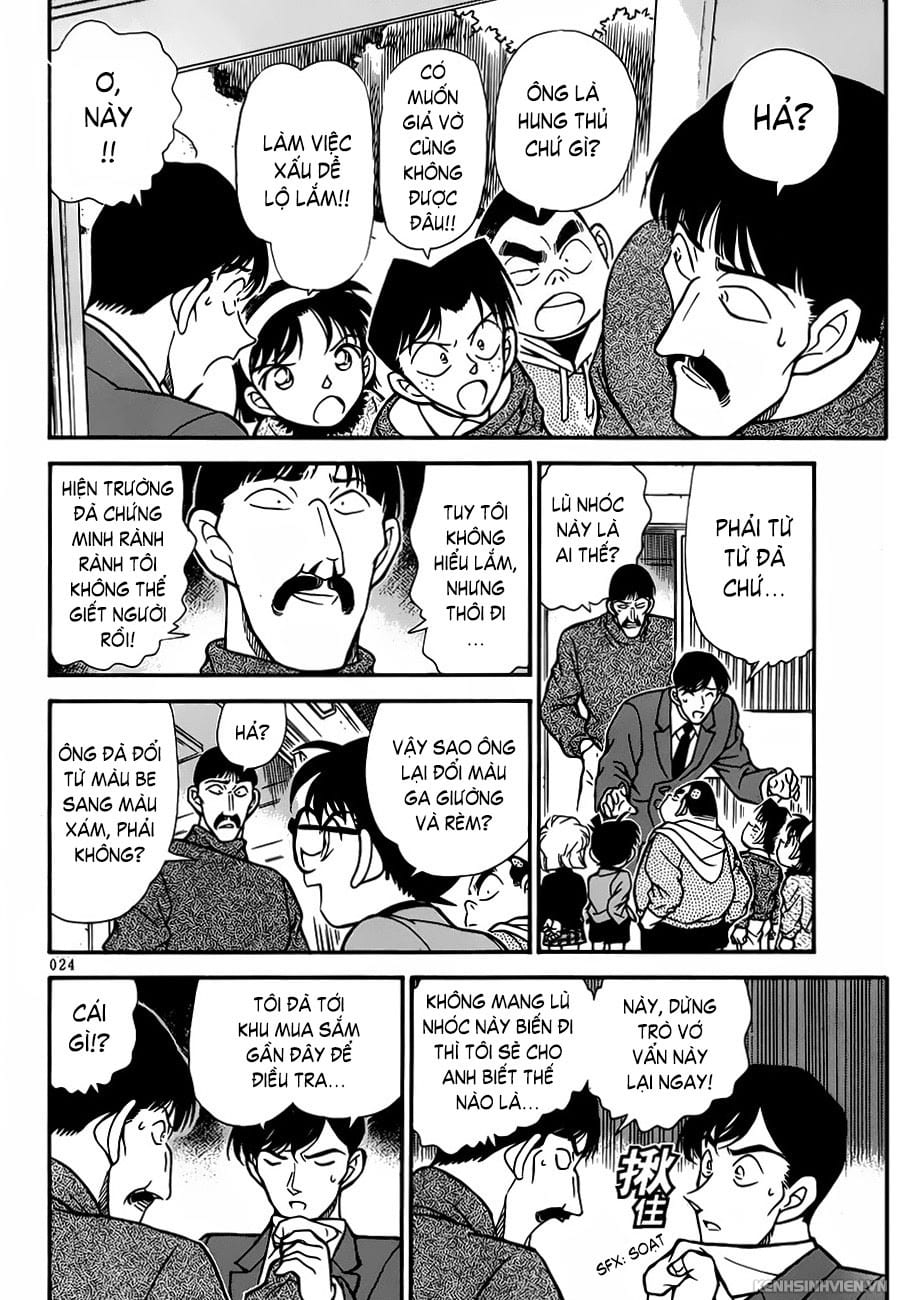 HẢ?
ÔNG LÀ
HUNG THỦ
CHỨ GÌ?
CÓ
MUỐN
GIẢ VỜ
CŨNG
KHÔNG
ĐƯỢC
ĐÂU!!
LÀM VIỆC
XẤU DỄ
LỘ LẮM!!
Ơ,
NÀY
!!
PHẢI TỪ
TỪ ĐÃ
CHỨ...
LŨ NHÓC
NÀY LÀ
AI THẾ?
TUY TÔI
KHÔNG
HIỂU LẮM,
NHƯNG
THÔI ĐI
...
HIỆN TRƯỜNG
ĐÃ CHỨNG
MINH RÀNH
RÀNH TÔI
KHÔNG THỂ
GIẾT NGƯỜI
RỒI!
VẬY SAO ÔNG
LẠI ĐỔI MÀU
GA GIƯỜNG
VÀ RÈM?
HẢ?
ÔNG ĐÃ ĐỔI
TỪ MÀU BE
SANG MÀU
XÁM, PHẢI
KHÔNG?
024
NÀY, DỪNG
TRÒ VỚ
VẨN NÀY
LẠI NGAY!
KHÔNG MANG LŨ
NHÓC NÀY BIẾN ĐI
THÌ TÔI SẼ CHO
ANH BIẾT THẾ
NÀO LÀ...
揪住
SFX: SOẠT
TÔI ĐÃ TỚI
KHU MUA SẮM
GẦN ĐÂY ĐỂ
ĐIỀU TRA...
CÁI
GÌ!?
KENHSINHVIEN.VN